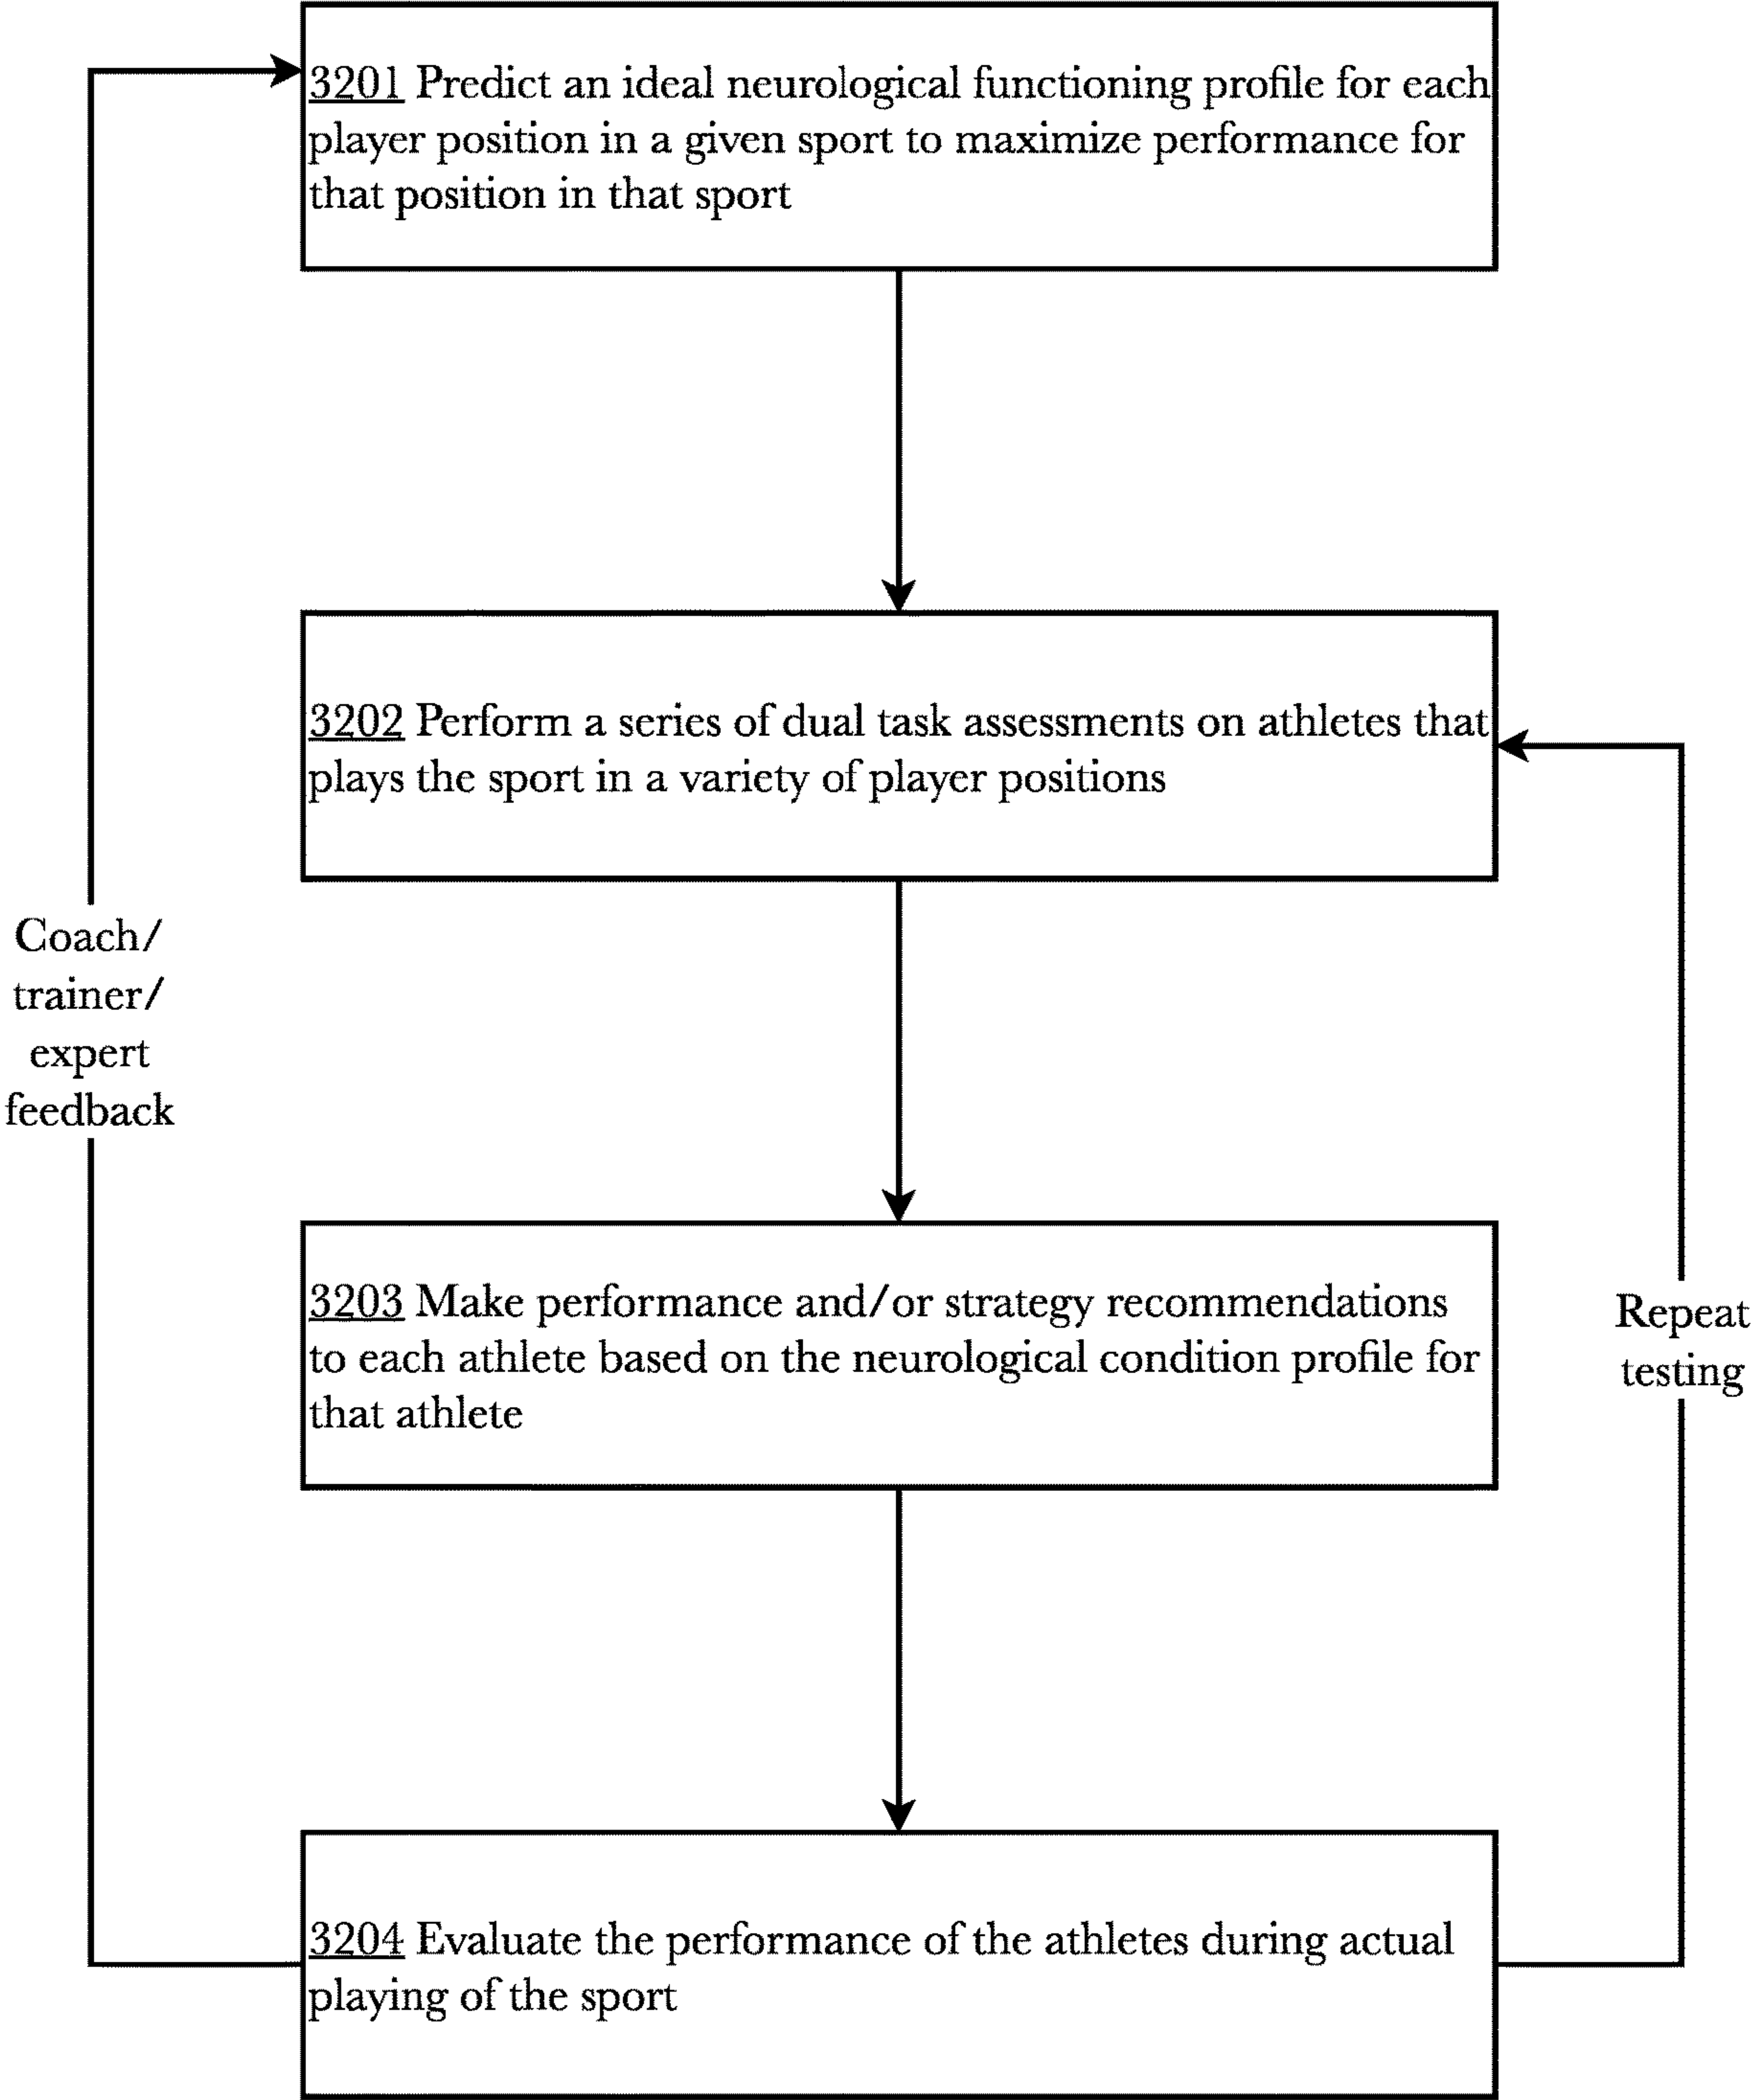 3201 Predict an ideal neurological functioning profile for each
player position in a given sport to maximize performance for
that position in that sport
3202 Perform a series of dual task assessments on athletes that
plays the sport in a variety of player positions
Coach/
trainer/
expert
feedback
3203 Make performance and/or strategy recommendations
to each athlete based on the neurological condition profile for
that athlete
Repeat
testing
3204 Evaluate the performance of the athletes during actual
playing of the sport